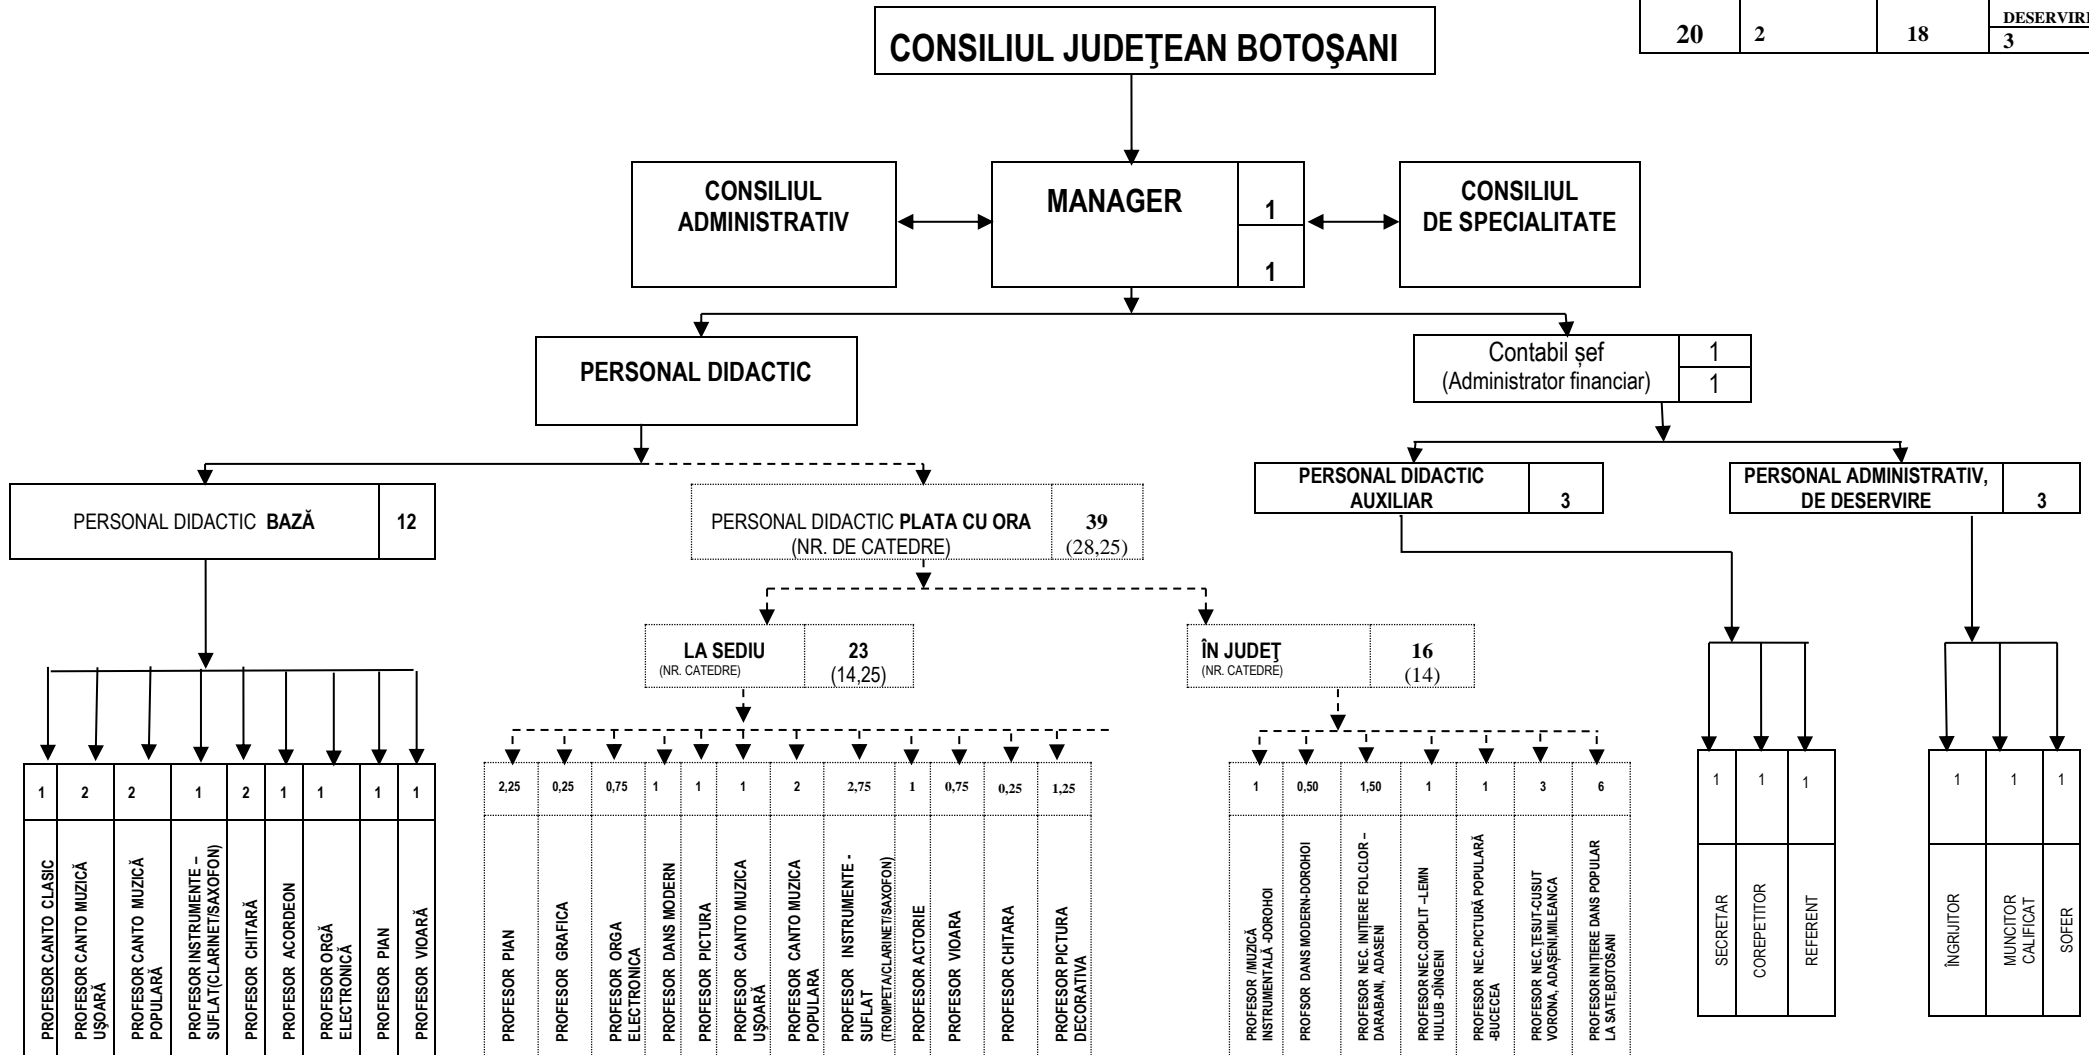 20 2 18 DESERVIRE
3
CONSILIUL JUDEŢEAN BOTOŞANI
CONSILIUL
ADMINISTRATIV
MANAGER
1
1
CONSILIUL
DE SPECIALITATE
PERSONAL DIDACTIC
Contabil șef
(Administrator financiar)
1
1
PERSONAL DIDACTIC BAZĂ
12
PERSONAL DIDACTIC PLATA CU ORA
(NR. DE CATEDRE)
39
(28,25)
PERSONAL DIDACTIC
AUXILIAR
3
PERSONAL ADMINISTRATIV,
DE DESERVIRE
3
LA SEDIU
(NR. CATEDRE)
23
(14,25)
ÎN JUDEŢ
(NR. CATEDRE)
16
(14)
1 2 2 1 2 1 1 1 1
PROFESOR CANTO CLASIC
PROFESOR CANTO MUZICĂ
UŞOARĂ
PROFESOR CANTO MUZICĂ
POPULARĂ
PROFESOR INSTRUMENTE –
SUFLAT(CLARINET/SAXOFON)
PROFESOR CHITARĂ
PROFESOR ACORDEON
PROFESOR ORGĂ
ELECTRONICĂ
PROFESOR PIAN
PROFESOR VIOARĂ
2,25 0,25 0,75 1 1 1 2 2,75 1 0,75 0,25 1,25
PROFESOR PIAN
PROFESOR GRAFICA
PROFESOR ORGA
ELECTRONICA
PROFESOR DANS MODERN
PROFESOR PICTURA
PROFESOR CANTO MUZICA
UŞOARĂ
PROFESOR CANTO MUZICA
POPULARA
PROFESOR INSTRUMENTE -
SUFLAT
(TROMPETA/CLARINET/SAXOFON)
PROFESOR ACTORIE
PROFESOR VIOARA
PROFESOR CHITARA
PROFESOR PICTURA
DECORATIVA
1 0,50 1,50 1 1 3 6
PROFESOR /MUZICĂ
INSTRUMENTALĂ -DOROHOI
PROFSOR DANS MODERN-DOROHOI
PROFESOR NEC. INIŢIERE FOLCLOR –
DARABANI, ADASENI
PROFESOR NEC.CIOPLIT –LEMN
HULUB -DÎNGENI
PROFESOR NEC.PICTURĂ POPULARĂ
-BUCECEA
PROFESOR NEC.ŢESUT-CUSUT
VORONA, ADAŞENI,MILEANCA
PROFESOR INIŢIERE DANS POPULAR
LA SATE,BOTOSANI
1 1 1
SECRETAR
COREPETITOR
REFERENT
1 1 1
ÎNGRIJITOR
MUNCITOR
CALIFICAT
SOFER